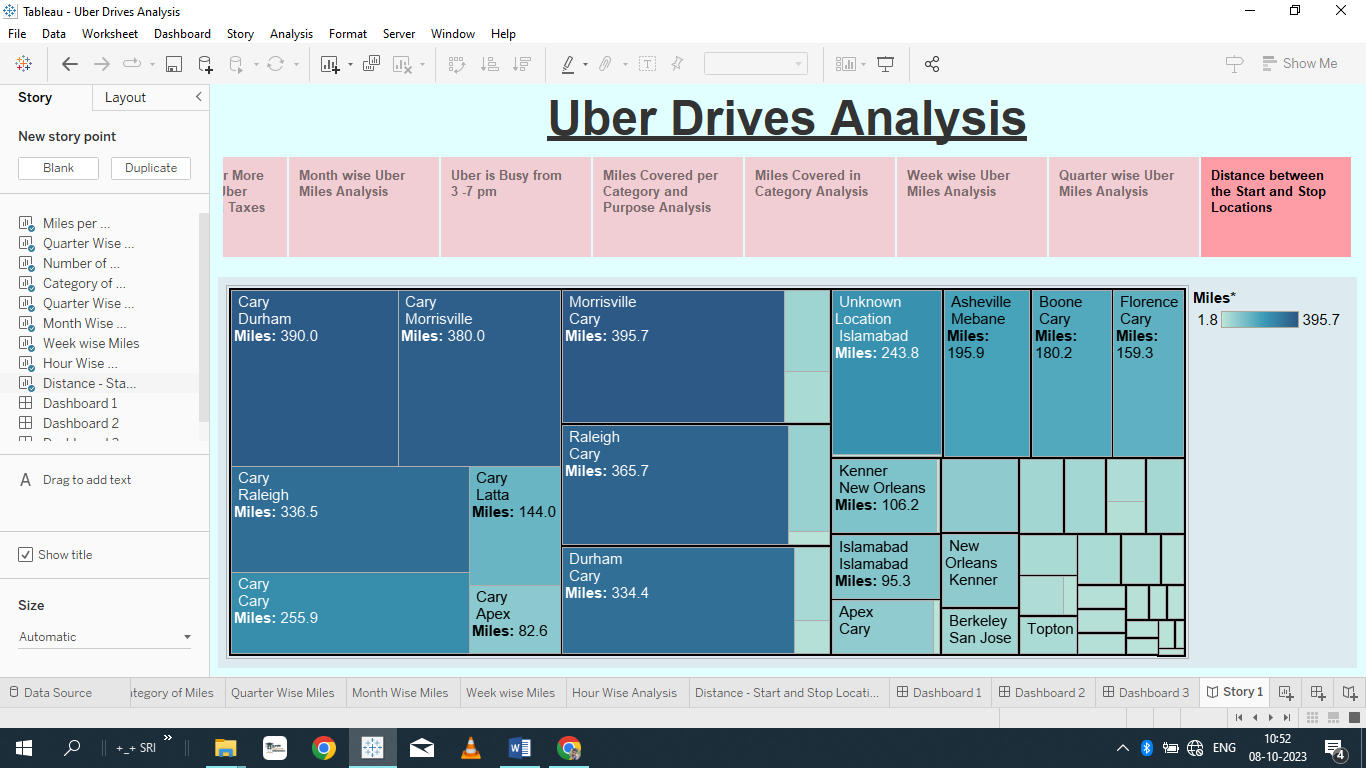 Tableau - Uber Drives Analysis
File Data Worksheet Dashboard Story Analysis Format Server Window Help
Show Me
Story Layout
New story point
Blank Duplicate
Miles per ...
Quarter Wise ...
Number of ...
Category of ...
Quarter Wise ...
Month Wise ...
Week wise Miles
Hour Wise ...
Distance - Sta...
Dashboard 1
Dashboard 2
A Drag to add text
Show title
Size
Automatic
Uber Drives Analysis
r More
Taxes
Month wise Uber
Miles Analysis
Uber is Busy from
3 -7 pm
Miles Covered per
Category and
Purpose Analysis
Miles Covered in
Category Analysis
Week wise Uber
Miles Analysis
Quarter wise Uber
Miles Analysis
Distance between
the Start and Stop
Locations
Cary
Durham
Miles: 390.0
Cary
Morrisville
Miles: 380.0
Morrisville
Cary
Miles: 395.7
Unknown
Location
Islamabad
Miles: 243.8
Asheville
Mebane
Miles:
195.9
Boone
Cary
Miles:
180.2
Florence
Cary
Miles:
159.3
Miles*
1.8 395.7
Raleigh
Cary
Miles: 365.7
Cary
Raleigh
Miles: 336.5
Cary
Latta
Miles: 144.0
Kenner
New Orleans
Miles: 106.2
Cary
Cary
Miles: 255.9
Cary
Apex
Miles: 82.6
Durham
Cary
Miles: 334.4
Islamabad
Islamabad
Miles: 95.3
New
Orleans
Kenner
Apex
Cary
Berkeley
San Jose
Topton
Data Source tegory of Miles Quarter Wise Miles Month Wise Miles Week wise Miles Hour Wise Analysis Distance - Start and Stop Locati... Dashboard 1 Dashboard 2 Dashboard 3 Story 1
+_+ SRI » ENG 10:52
08-10-2023 4